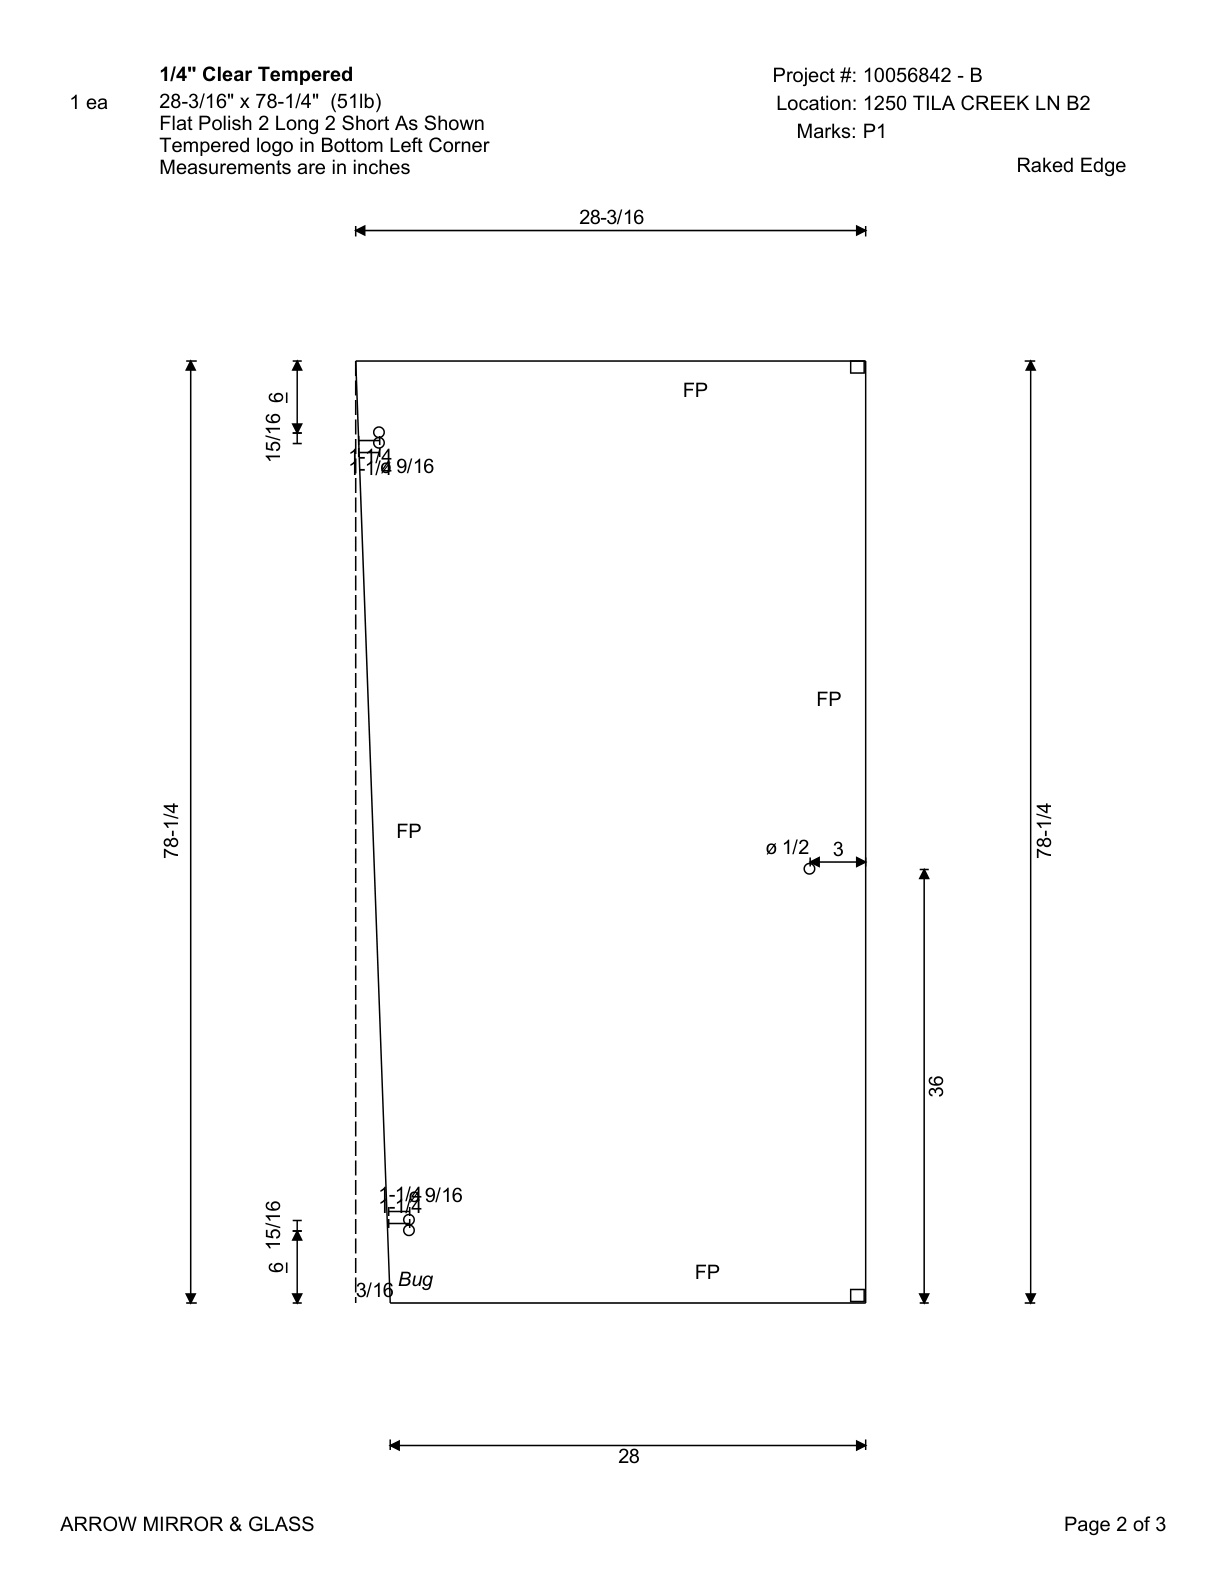 1/4" Clear Tempered
1 ea
28-3/16" x 78-1/4" (51lb)
Flat Polish 2 Long 2 Short As Shown
Tempered logo in Bottom Left Corner
Measurements are in inches
Project #: 10056842 - B
Location: 1250 TILA CREEK LN B2
Marks: P1
Raked Edge
28-3/16
6
15/16
FP
1-1/4
1-1/4
ø 9/16
FP
78-1/4
FP
ø 1/2
3
78-1/4
36
1-1/4
ø 9/16
1-1/4
15/16
6
3/16
Bug
FP
28
ARROW MIRROR & GLASS
Page 2 of 3